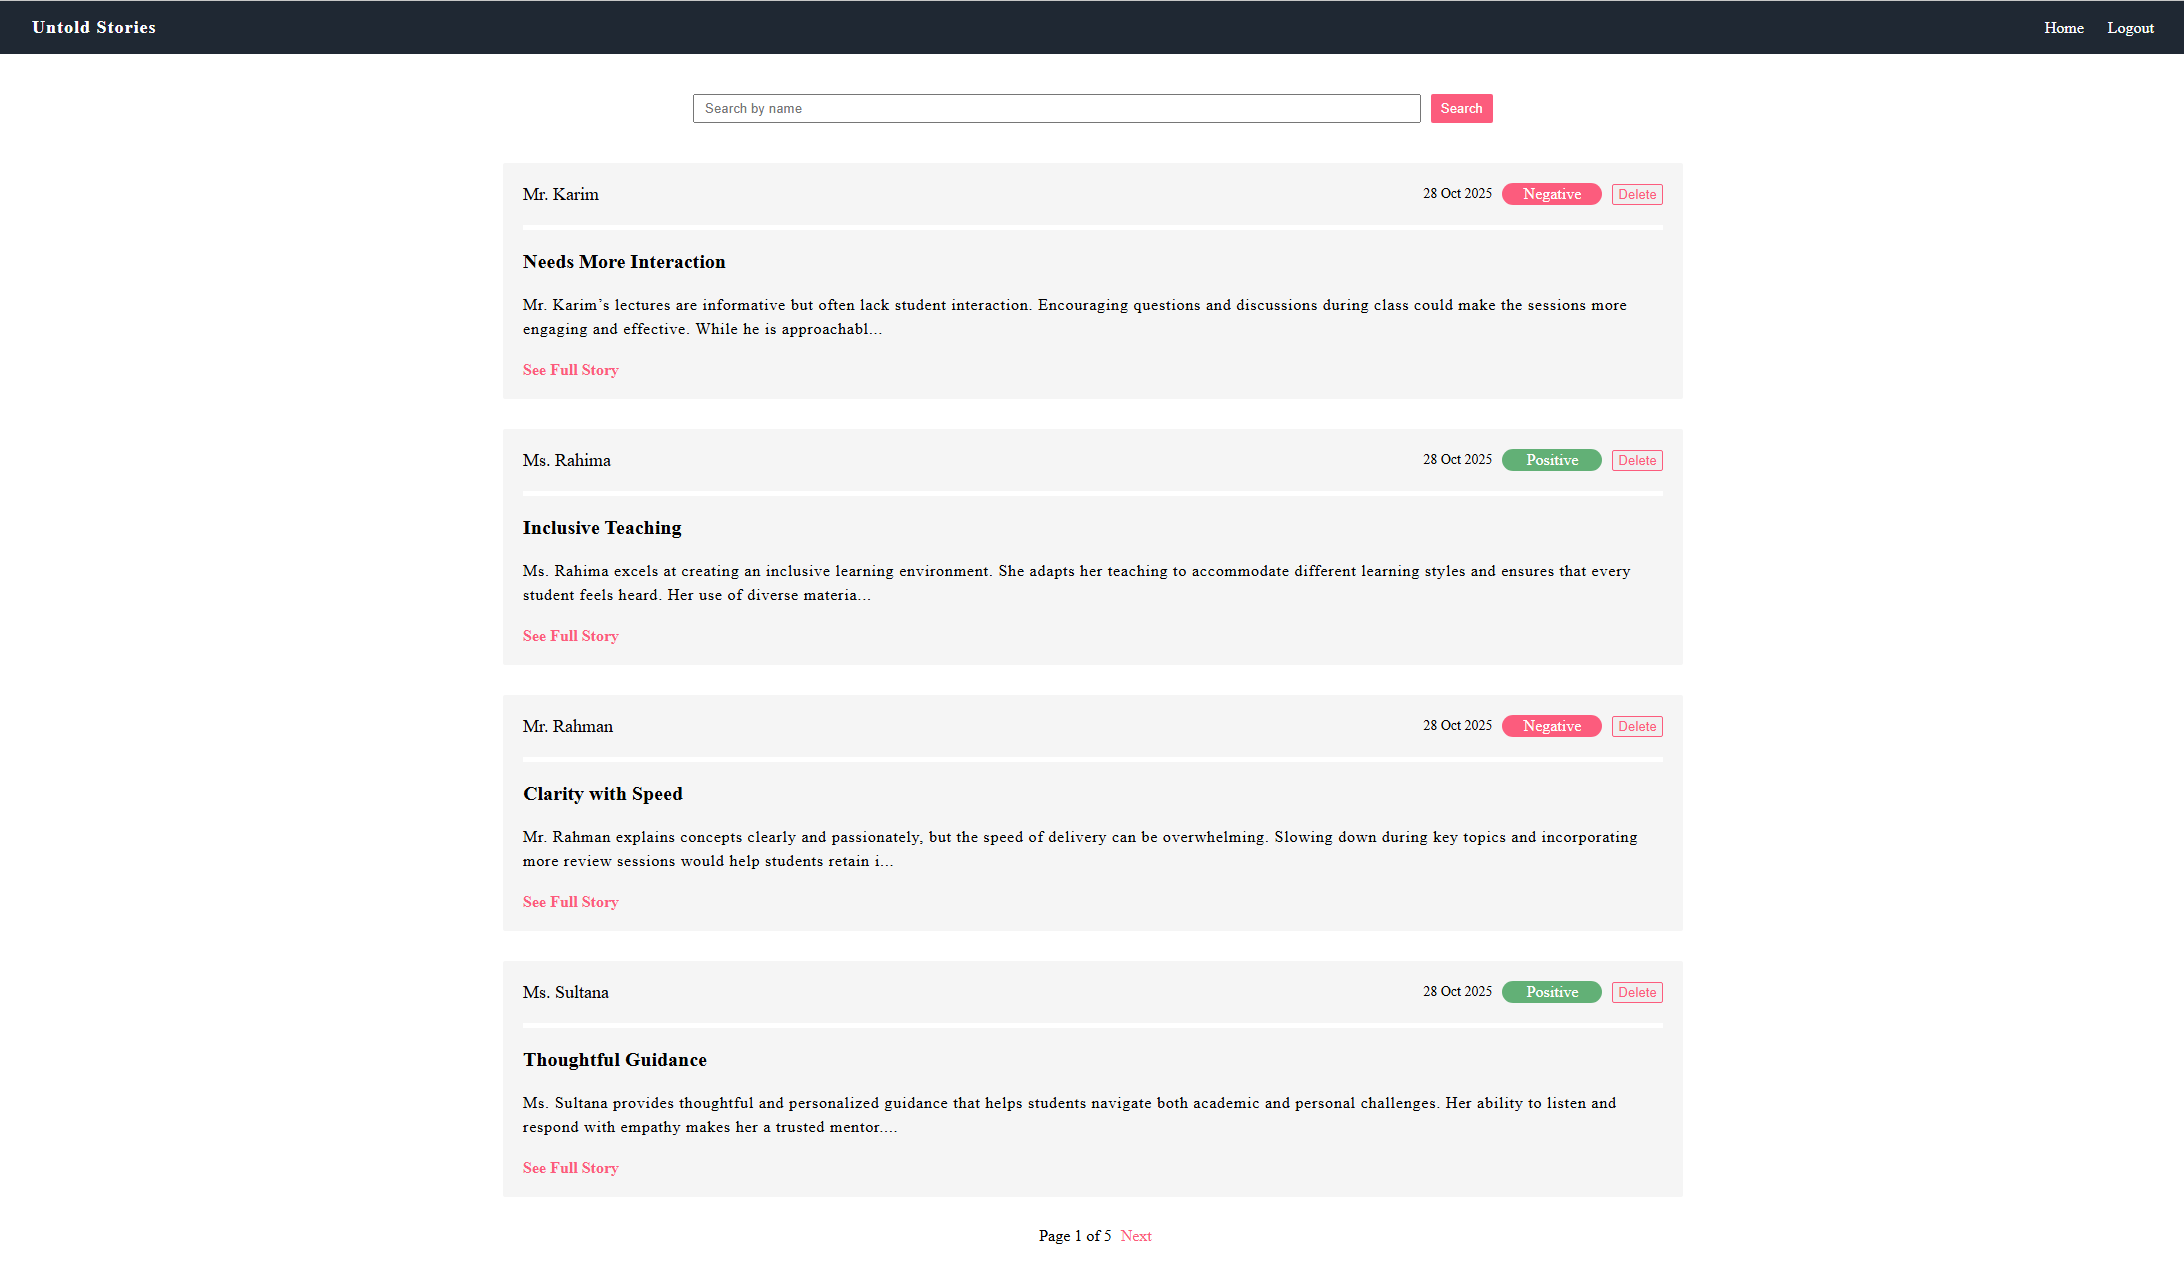 Untold Stories Home Logout
Search by name Search
Mr. Karim 28 Oct 2025 Negative Delete
Needs More Interaction
Mr. Karim’s lectures are informative but often lack student interaction. Encouraging questions and discussions during class could make the sessions more
engaging and effective. While he is approachabl...
See Full Story
Ms. Rahima 28 Oct 2025 Positive Delete
Inclusive Teaching
Ms. Rahima excels at creating an inclusive learning environment. She adapts her teaching to accommodate different learning styles and ensures that every
student feels heard. Her use of diverse materia...
See Full Story
Mr. Rahman 28 Oct 2025 Negative Delete
Clarity with Speed
Mr. Rahman explains concepts clearly and passionately, but the speed of delivery can be overwhelming. Slowing down during key topics and incorporating
more review sessions would help students retain i...
See Full Story
Ms. Sultana 28 Oct 2025 Positive Delete
Thoughtful Guidance
Ms. Sultana provides thoughtful and personalized guidance that helps students navigate both academic and personal challenges. Her ability to listen and
respond with empathy makes her a trusted mentor....
See Full Story
Page 1 of 5 Next